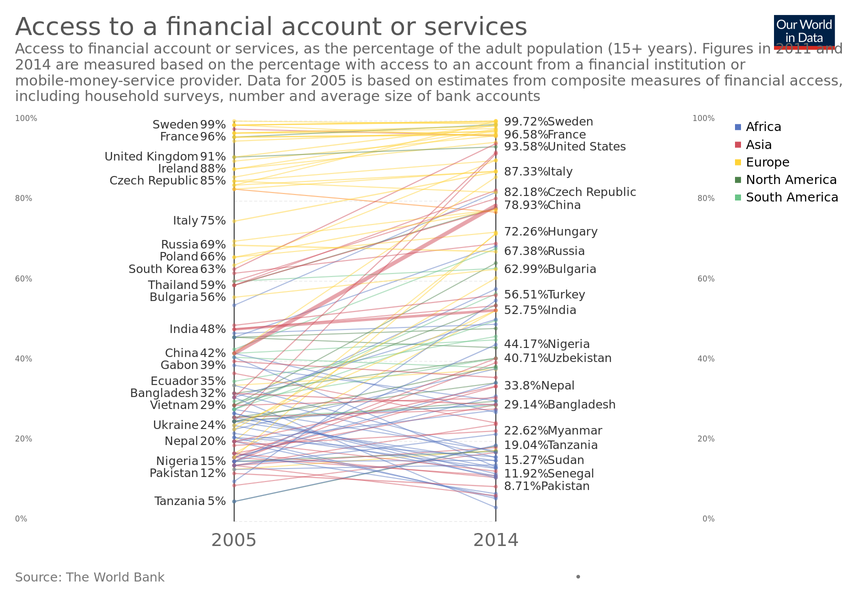 Access to a financial account or services
Our World
in Data
Access to financial account or services, as the percentage of the adult population (15+ years). Figures in 2011 and
2014 are measured based on the percentage with access to an account from a financial institution or
mobile-money-service provider. Data for 2005 is based on estimates from composite measures of financial access,
including household surveys, number and average size of bank accounts
100%
80%
60%
40%
20%
0%
Sweden 99%
France 96%
United Kingdom 91%
Ireland 88%
Czech Republic 85%
Italy 75%
Russia 69%
Poland 66%
South Korea 63%
Thailand 59%
Bulgaria 56%
India 48%
China 42%
Gabon 39%
Ecuador 35%
Bangladesh 32%
Vietnam 29%
Ukraine 24%
Nepal 20%
Nigeria 15%
Pakistan 12%
Tanzania 5%
99.72% Sweden
96.58% France
93.58% United States
87.33% Italy
82.18% Czech Republic
78.93% China
72.26% Hungary
67.38% Russia
62.99% Bulgaria
56.51% Turkey
52.75% India
44.17% Nigeria
40.71% Uzbekistan
33.8% Nepal
29.14% Bangladesh
22.62% Myanmar
19.04% Tanzania
15.27% Sudan
11.92% Senegal
8.71% Pakistan
100%
80%
60%
40%
20%
0%
Africa
Asia
Europe
North America
South America
2005
2014
Source: The World Bank